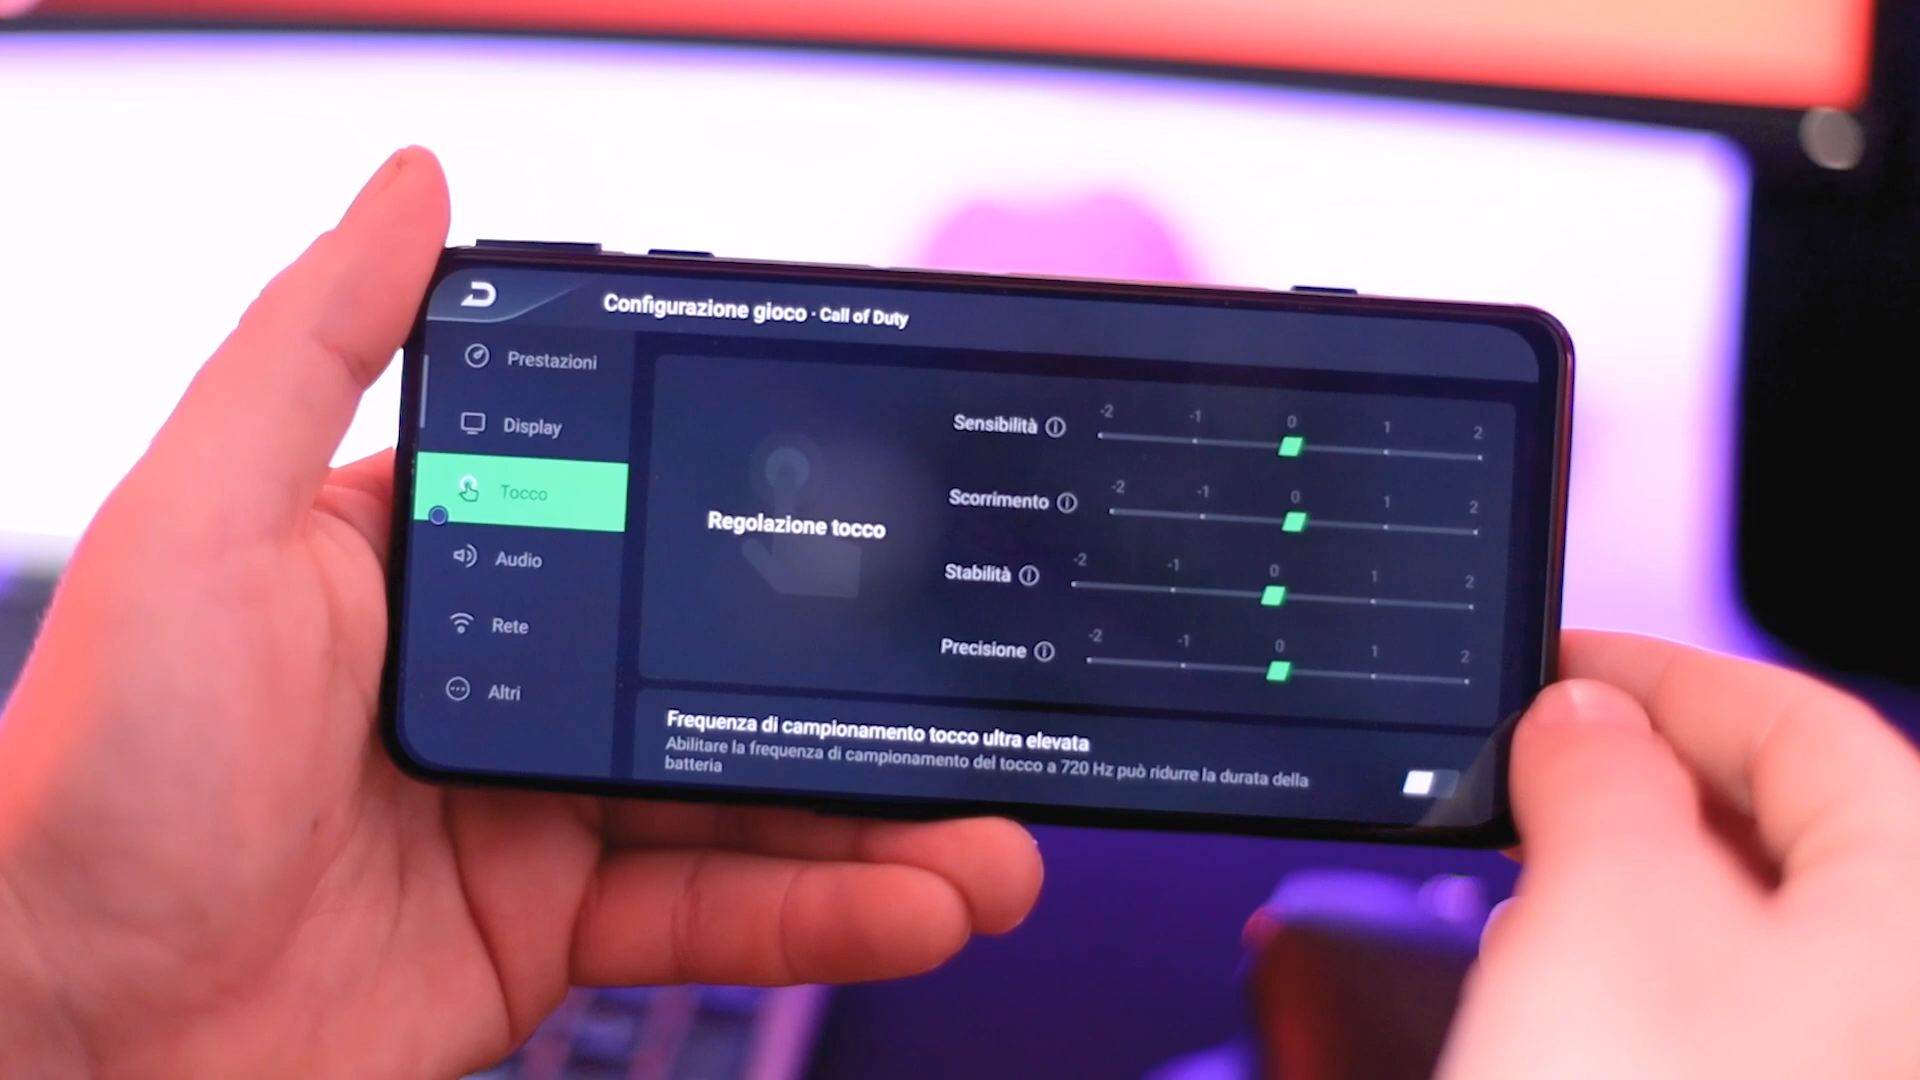 Configurazione gioco · Call of Duty
Prestazioni
Display
Tocco
Audio
Rete
Altri
Regolazione tocco
Sensibilità
-2 -1 0 1 2
Scorrimento
-2 -1 0 1 2
Stabilità
-2 -1 0 1 2
Precisione
-2 -1 0 1 2
Frequenza di campionamento tocco ultra elevata
Abilitare la frequenza di campionamento del tocco a 720 Hz può ridurre la durata della
batteria